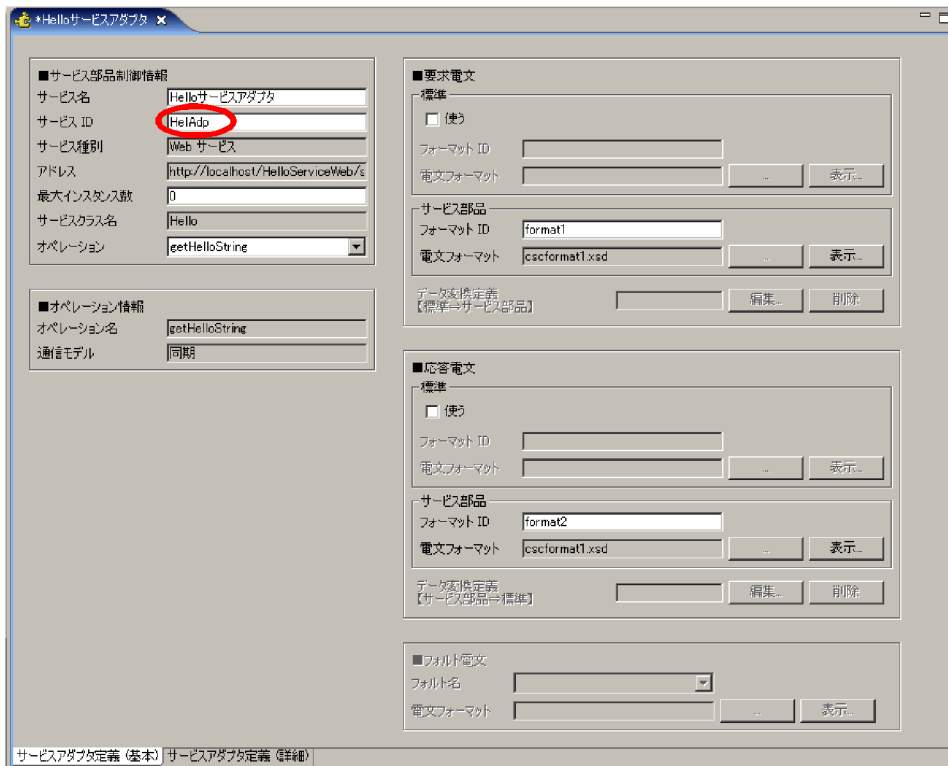 *Helloサービスアダプタ
■サービス部品制御情報
サービス名 Helloサービスアダプタ
サービス ID HelAdp
サービス種別 Web サービス
アドレス http://localhost/HelloServiceWeb/s
最大インスタンス数 0
サービスクラス名 Hello
オペレーション getHelloString
■オペレーション情報
オペレーション名 getHelloString
通信モデル 同期
■要求電文
標準
使う
フォーマット ID
電文フォーマット ... 表示...
サービス部品
フォーマット ID format1
電文フォーマット cscformat1.xsd ... 表示...
データ変換定義
【標準⇒サービス部品】 編集... 削除
■応答電文
標準
使う
フォーマット ID
電文フォーマット ... 表示...
サービス部品
フォーマット ID format2
電文フォーマット cscformat1.xsd ... 表示...
データ変換定義
【サービス部品⇒標準】 編集... 削除
■フォルト電文
フォルト名
電文フォーマット ... 表示...
サービスアダプタ定義（基本） サービスアダプタ定義（詳細）